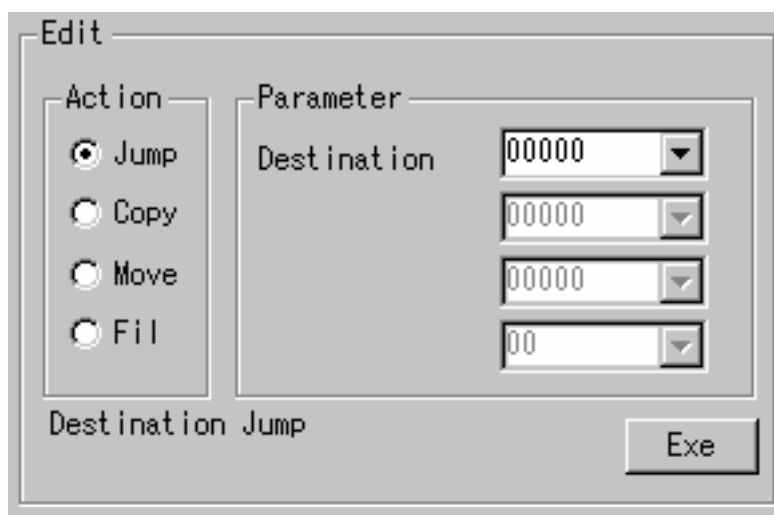 Edit
Action
Jump
Copy
Move
Fil
Parameter
Destination 00000
00000
00000
00
Destination Jump
Exe